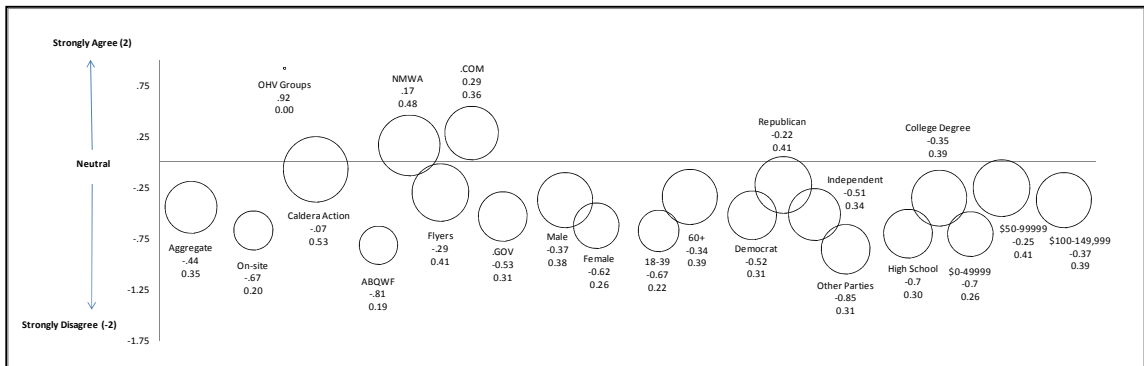 Strongly Agree (2)
Neutral
Strongly Disagree (-2)
.75
.25
-.25
-.75
-1.25
-1.75
Aggregate
-.44
0.35
On-site
-.67
0.20
OHV Groups
.92
0.00
Caldera Action
-.07
0.53
ABQWF
-.81
0.19
NMWA
.17
0.48
Flyers
-.29
0.41
.COM
0.29
0.36
.GOV
-0.53
0.31
Male
-0.37
0.38
Female
-0.62
0.26
18-39
-0.67
0.22
60+
-0.34
0.39
Democrat
-0.52
0.31
Republican
-0.22
0.41
Independent
-0.51
0.34
Other Parties
-0.85
0.31
High School
-0.7
0.30
College Degree
-0.35
0.39
$0-49999
-0.7
0.26
$50-99999
-0.25
0.41
$100-149,999
-0.37
0.39